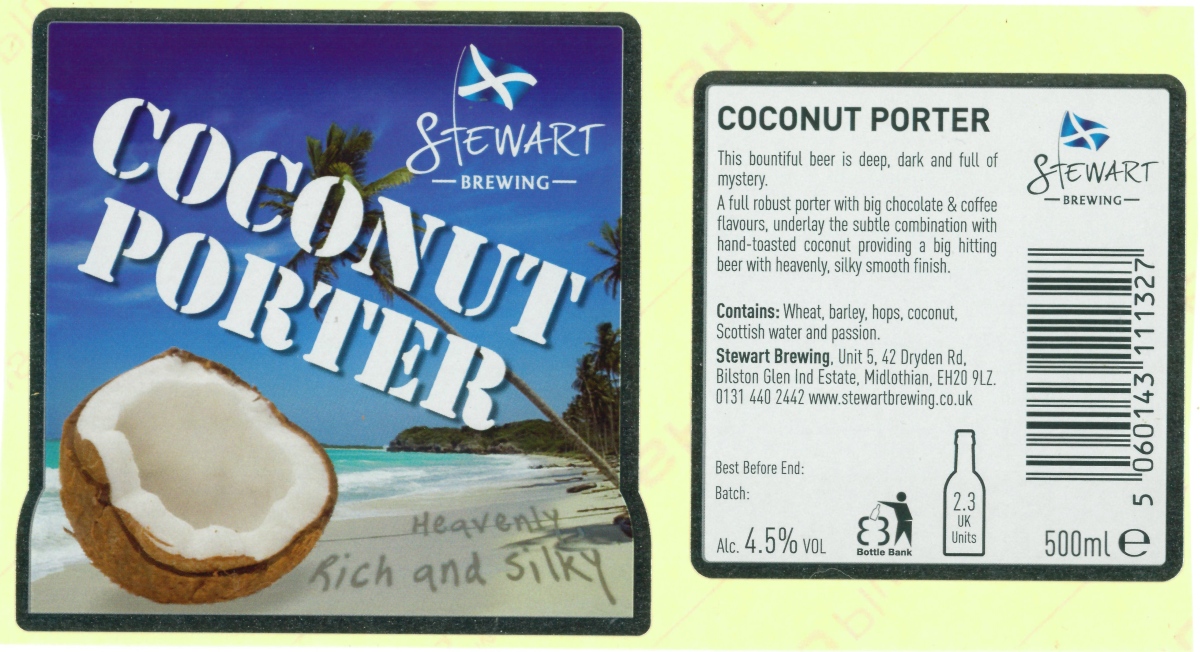 STEWART
BREWING
COCONUT
PORTER
Heavenly
Rich and Silky
COCONUT PORTER
This bountiful beer is deep, dark and full of
mystery.
A full robust porter with big chocolate & coffee
flavours, underlay the subtle combination with
hand-toasted coconut providing a big hitting
beer with heavenly, silky smooth finish.
Contains: Wheat, barley, hops, coconut,
Scottish water and passion.
Stewart Brewing, Unit 5, 42 Dryden Rd,
Bilston Glen Ind Estate, Midlothian, EH20 9LZ.
0131 440 2442 www.stewartbrewing.co.uk
Best Before End:
Batch:
Alc. 4.5% VOL
Bottle Bank
2.3
UK
Units
500ml e
STEWART
BREWING
5 060143 111327